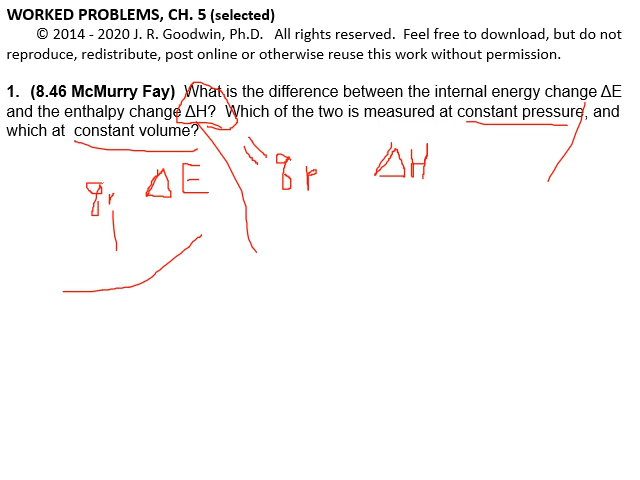 WORKED PROBLEMS, CH. 5 (selected)
© 2014 - 2020 J. R. Goodwin, Ph.D. All rights reserved. Feel free to download, but do not
reproduce, redistribute, post online or otherwise reuse this work without permission.
1. (8.46 McMurry Fay) What is the difference between the internal energy change ΔE
and the enthalpy change ΔH? Which of the two is measured at constant pressure, and
which at constant volume?
ΔE
ΔH